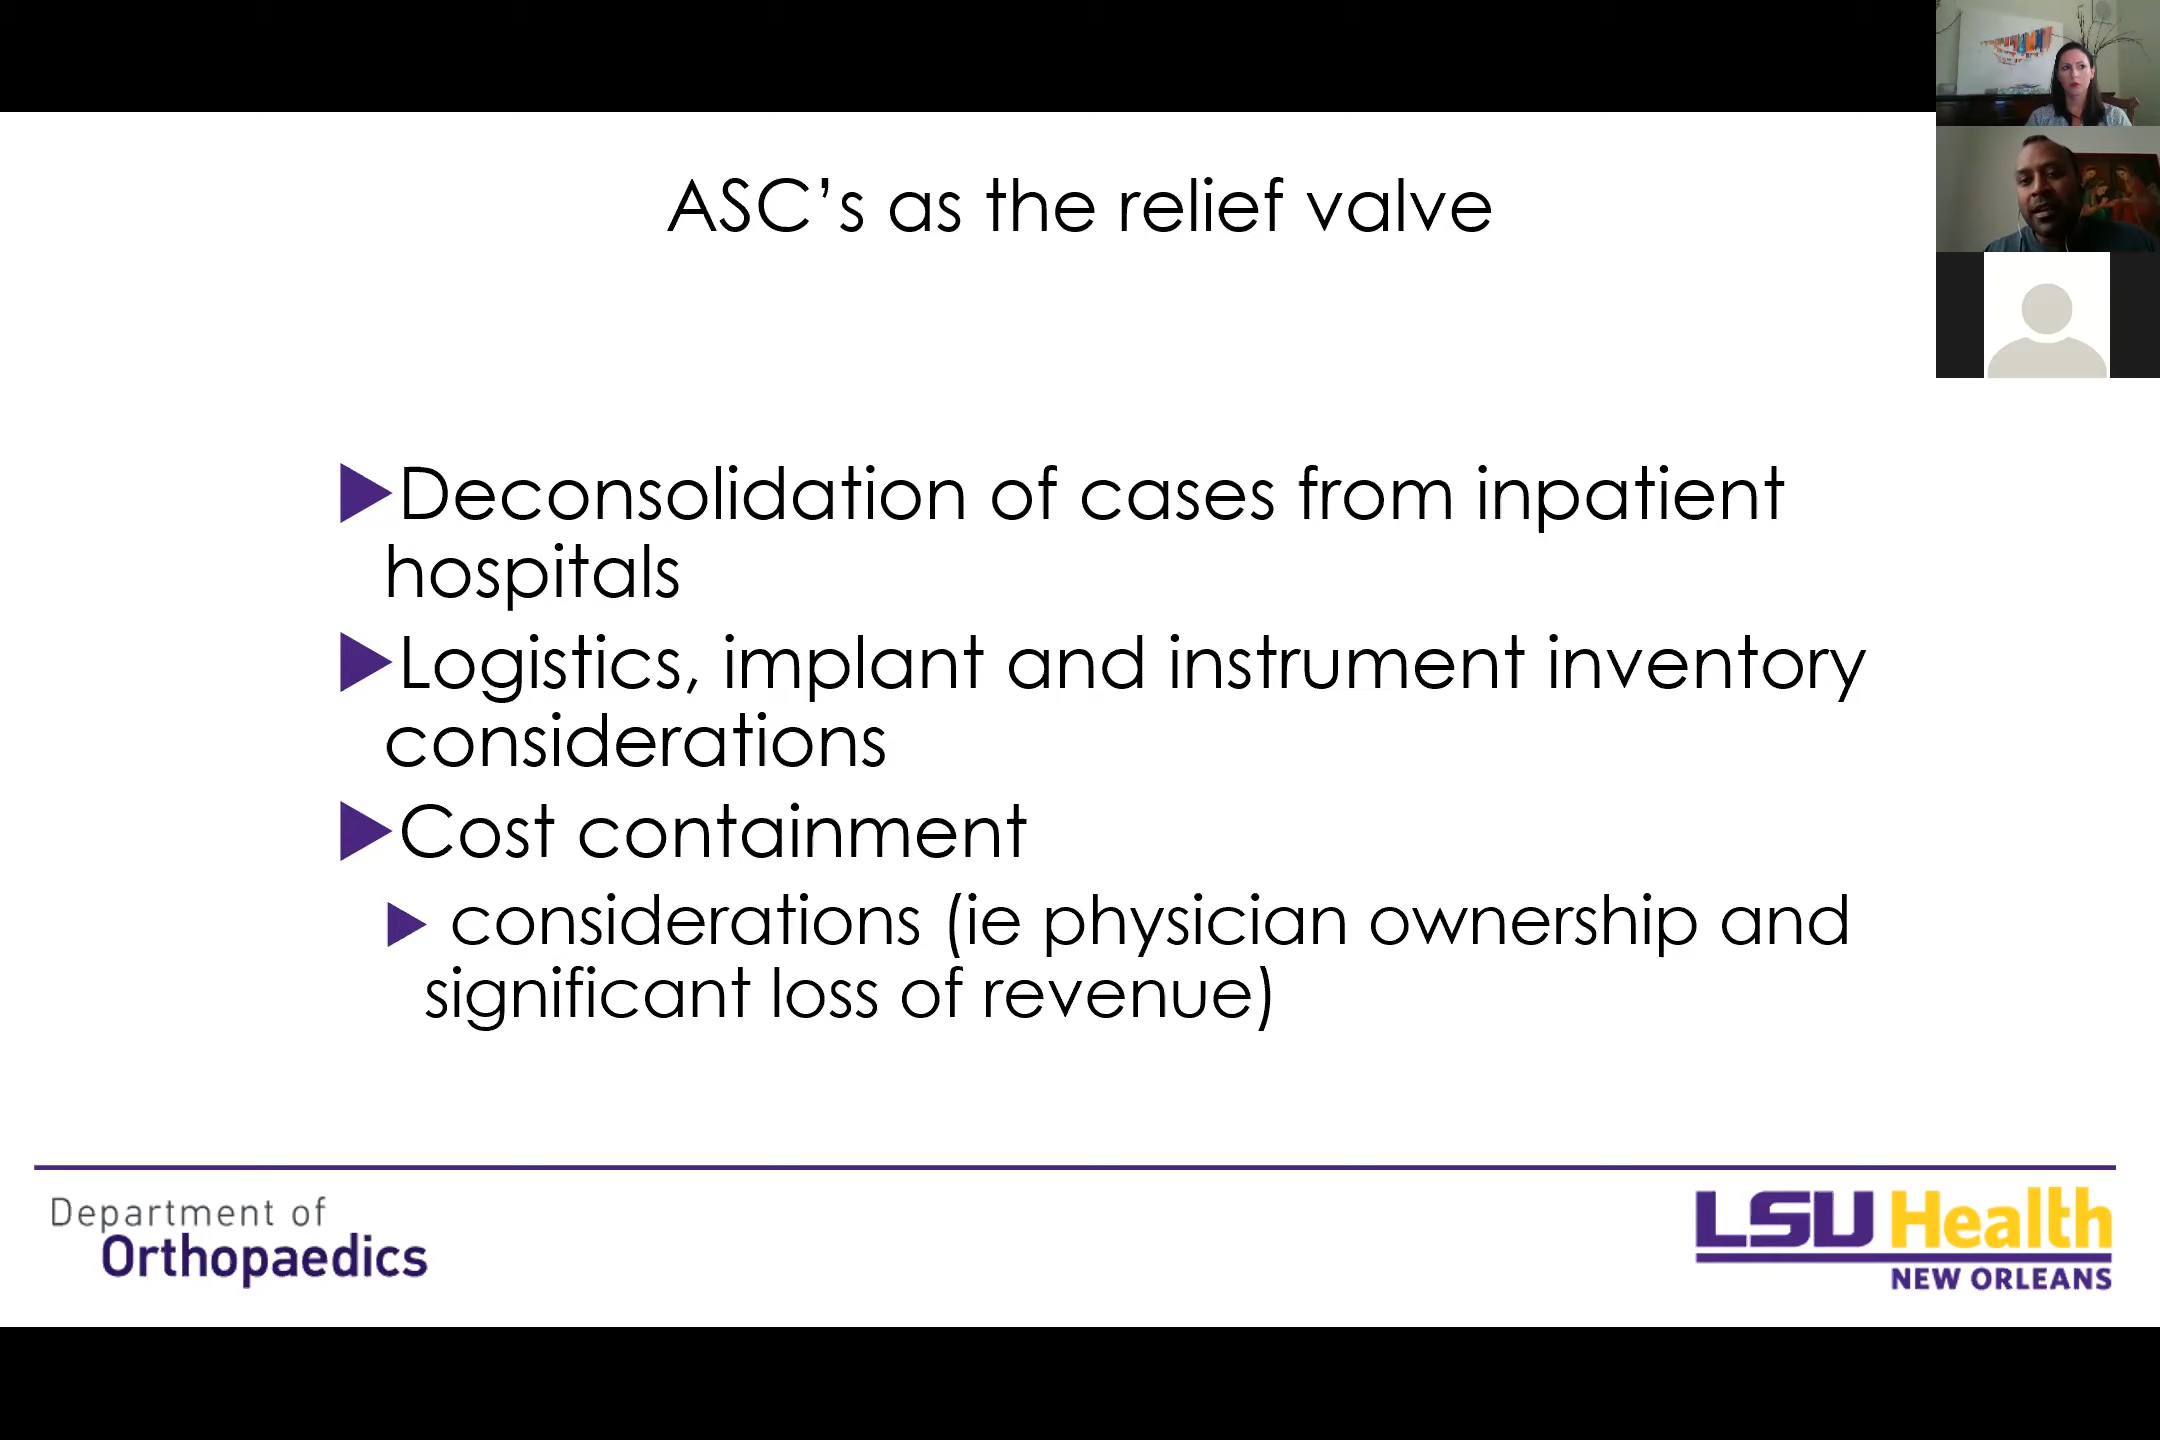 ASC’s as the relief valve
Deconsolidation of cases from inpatient
hospitals
Logistics, implant and instrument inventory
considerations
Cost containment
considerations (ie physician ownership and
significant loss of revenue)
Department of
Orthopaedics
LSU Health
NEW ORLEANS